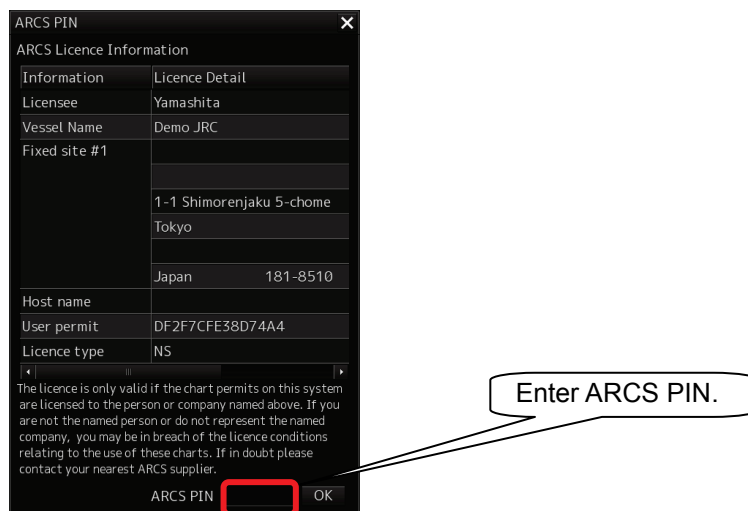 ARCS PIN
ARCS Licence Information
Information Licence Detail
Licensee Yamashita
Vessel Name Demo JRC
Fixed site #1
1-1 Shimorenjaku 5-chome
Tokyo
Japan 181-8510
Host name
User permit DF2F7CFE38D74A4
Licence type NS
The licence is only valid if the chart permits on this system
are licensed to the person or company named above. If you
are not the named person or do not represent the named
company, you may be in breach of the licence conditions
relating to the use of these charts. If in doubt please
contact your nearest ARCS supplier.
ARCS PIN OK
Enter ARCS PIN.